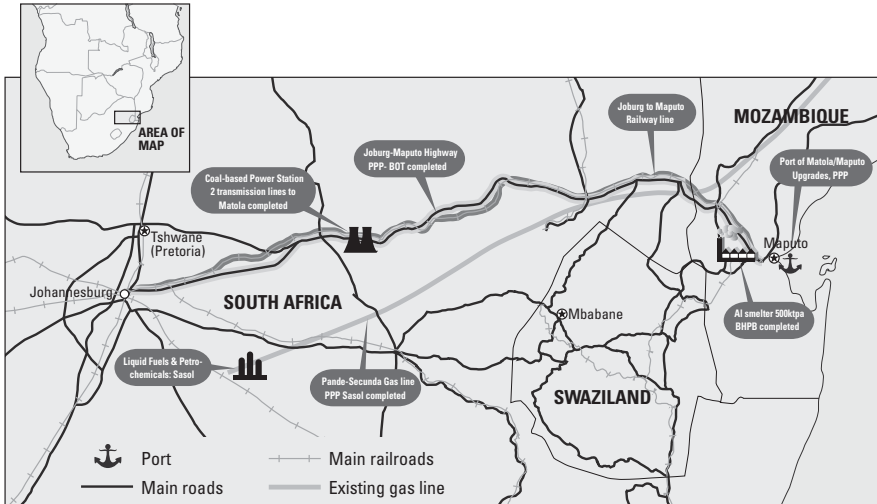 AREA OF
MAP
MOZAMBIQUE
Joburg to Maputo
Railway line
Joburg-Maputo Highway
PPP- BOT completed
Port of Matola/Maputo
Upgrades, PPP
Coal-based Power Station
2 transmission lines to
Matola completed
Tshwane
(Pretoria)
Maputo
Johannesburg
SOUTH AFRICA
Mbabane
Al smelter 500ktpa
BHPB completed
Liquid Fuels & Petro-
chemicals: Sasol
Pande-Secunda Gas line
PPP Sasol completed
SWAZILAND
Port
Main railroads
Main roads
Existing gas line